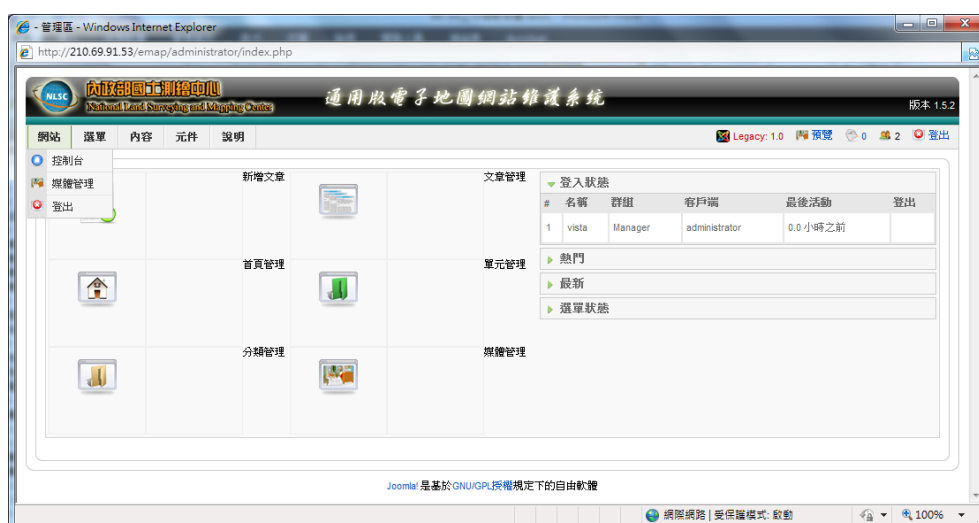 - 管理區 - Windows Internet Explorer
http://210.69.91.53/emap/administrator/index.php
NLSC 內政部國土測繪中心
National Land Surveying and Mapping Center
通用版電子地圖網站維護系統
版本 1.5.2
網站 選單 內容 元件 說明 Legacy: 1.0 預覽 0 2 登出
控制台
媒體管理
登出
新增文章 文章管理
首頁管理 單元管理
分類管理 媒體管理
登入狀態
# 名稱 群組 客戶端 最後活動 登出
1 vista Manager administrator 0.0 小時之前
熱門
最新
選單狀態
Joomla! 是基於GNU/GPL授權規定下的自由軟體
網際網路 | 受保護模式: 啟動 100%